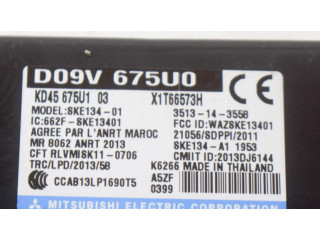 D09V 675U0
KD45 675U1 03 X1T66573H
MODEL:SKE134-01 3513-14-3558
IC:662F-SKE13401 FCC ID:WAZSKE13401
AGREE PAR L'ANRT MAROC 21056/SDPPI/2011
MR 8062 ANRT 2013 SKE134-A1 1953
CFT RLVMISK11-0706 CMIIT ID:2013DJ6144
TRC/LPD/2013/58 K6266 MADE IN THAILAND
CCAB13LP1690T5 A5ZF
0399
MITSUBISHI ELECTRIC CORPORATION